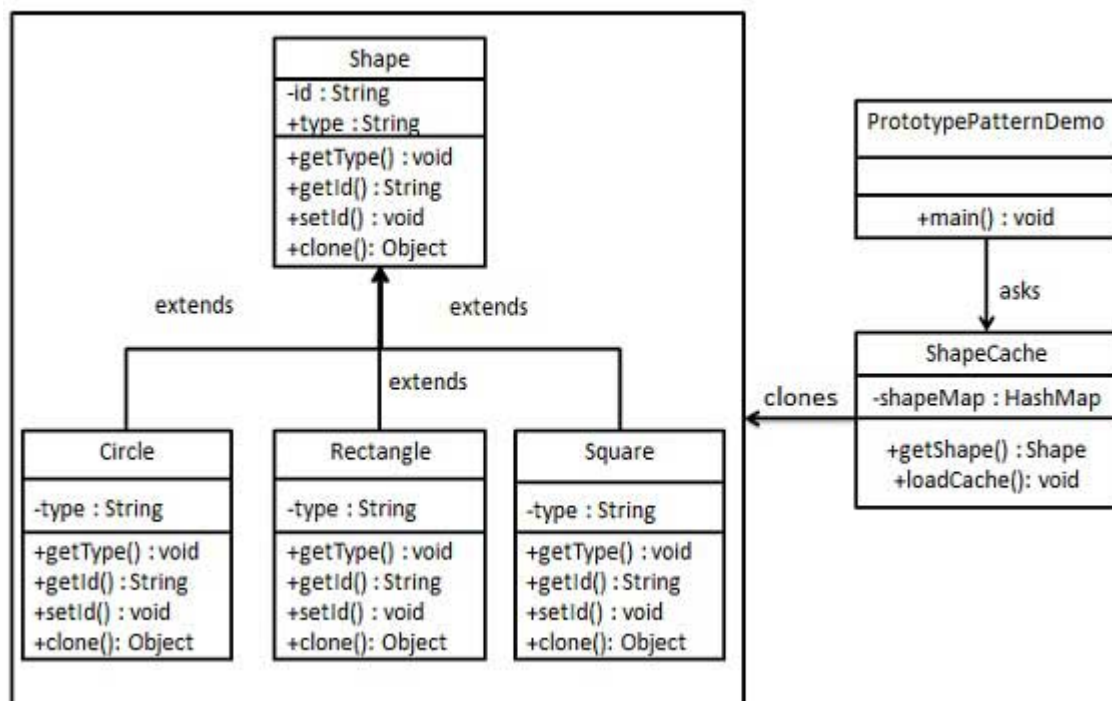 Shape
-id : String
+type : String
+getType() : void
+getId() : String
+setId() : void
+clone(): Object
extends
extends
extends
Circle
-type : String
+getType() : void
+getId() : String
+setId() : void
+clone(): Object
Rectangle
-type : String
+getType() : void
+getId() : String
+setId() : void
+clone(): Object
Square
-type : String
+getType() : void
+getId() : String
+setId() : void
+clone(): Object
PrototypePatternDemo
+main() : void
asks
ShapeCache
-shapeMap : HashMap
+getShape() : Shape
+loadCache(): void
clones